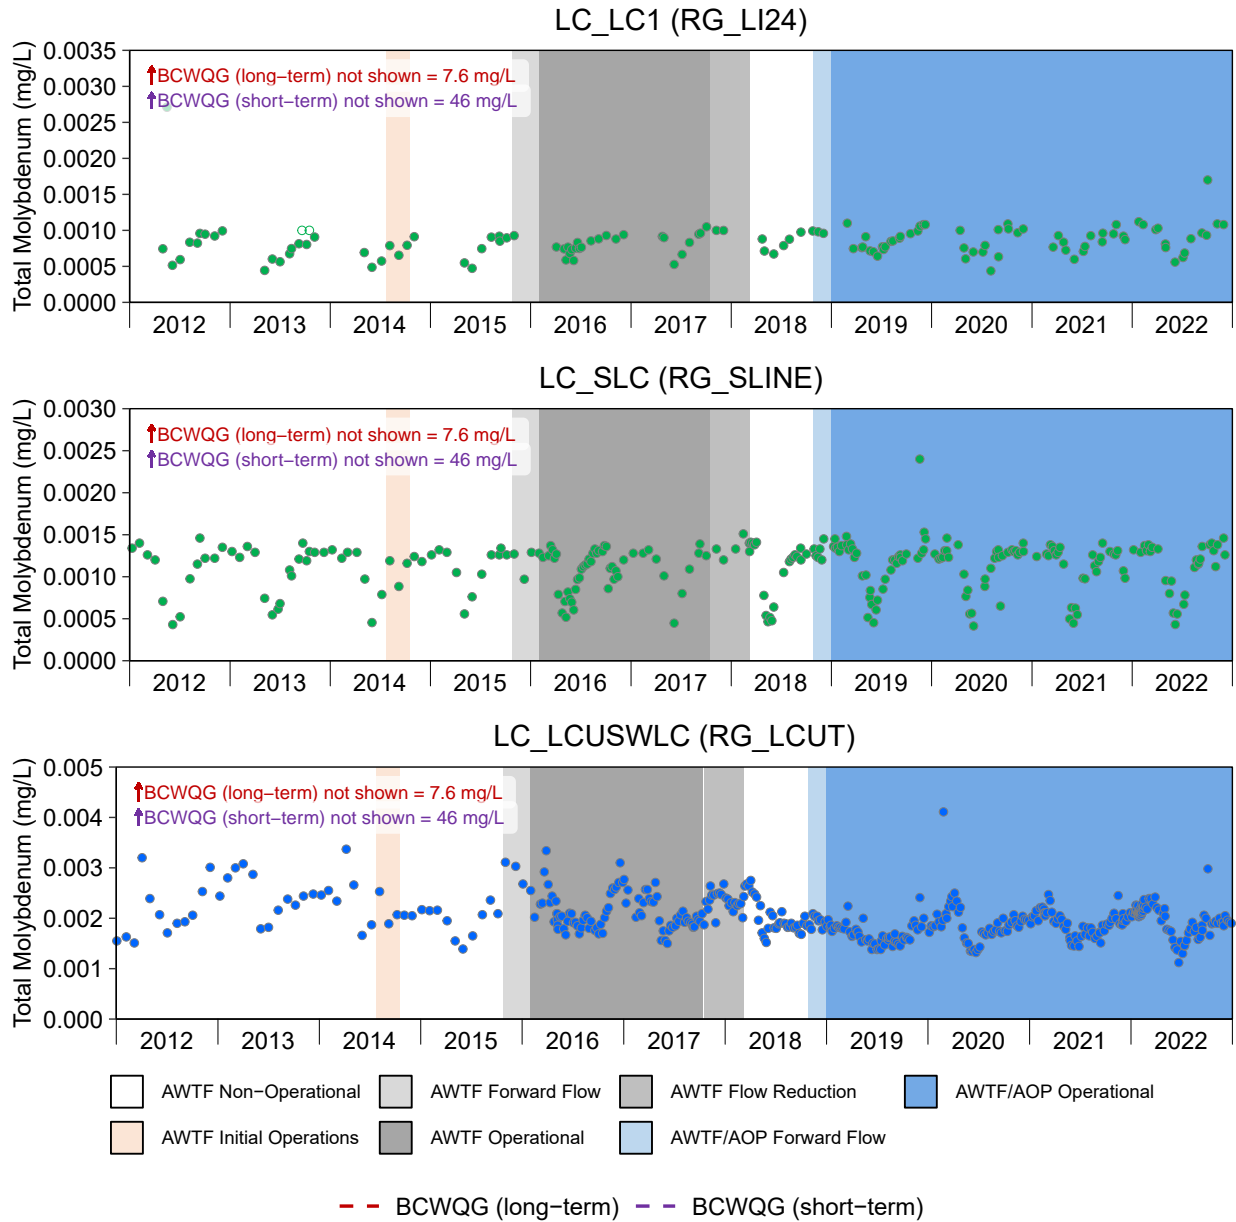 LC_LC1 (RG_LI24)
Total Molybdenum (mg/L)
0.0035
0.0030
0.0025
0.0020
0.0015
0.0010
0.0005
0.0000
BCWQG (long−term) not shown = 7.6 mg/L
BCWQG (short−term) not shown = 46 mg/L
2012 2013 2014 2015 2016 2017 2018 2019 2020 2021 2022
LC_SLC (RG_SLINE)
Total Molybdenum (mg/L)
0.0030
0.0025
0.0020
0.0015
0.0010
0.0005
0.0000
BCWQG (long−term) not shown = 7.6 mg/L
BCWQG (short−term) not shown = 46 mg/L
2012 2013 2014 2015 2016 2017 2018 2019 2020 2021 2022
LC_LCUSWLC (RG_LCUT)
Total Molybdenum (mg/L)
0.005
0.004
0.003
0.002
0.001
0.000
BCWQG (long−term) not shown = 7.6 mg/L
BCWQG (short−term) not shown = 46 mg/L
2012 2013 2014 2015 2016 2017 2018 2019 2020 2021 2022
AWTF Non−Operational AWTF Forward Flow AWTF Flow Reduction AWTF/AOP Operational
AWTF Initial Operations AWTF Operational AWTF/AOP Forward Flow
BCWQG (long−term) BCWQG (short−term)